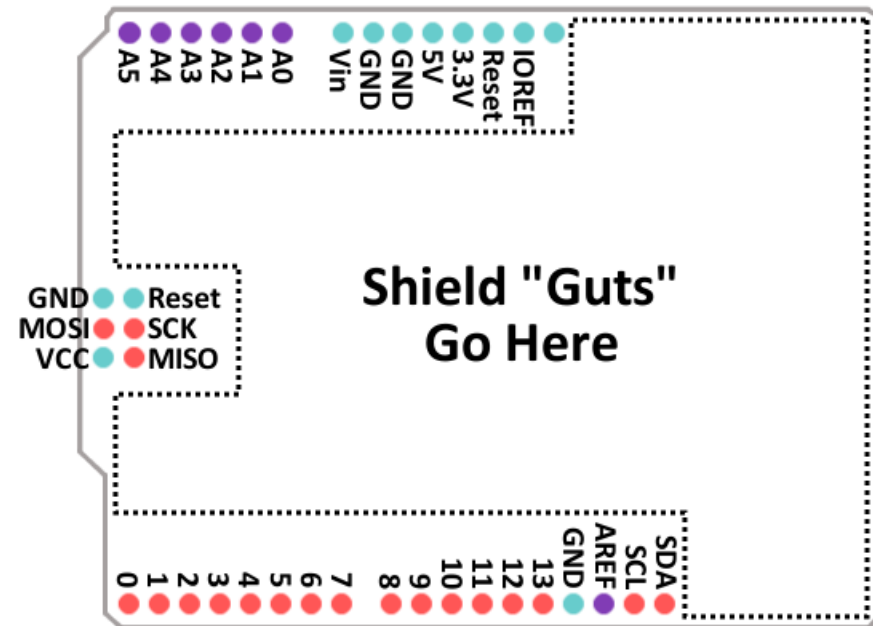 A5 A4 A3 A2 A1 A0 Vin GND GND 5V 3.3V Reset IOREF
Shield "Guts"
Go Here
GND Reset
MOSI SCK
VCC MISO
0 1 2 3 4 5 6 7 8 9 10 11 12 13 GND AREF SCL SDA